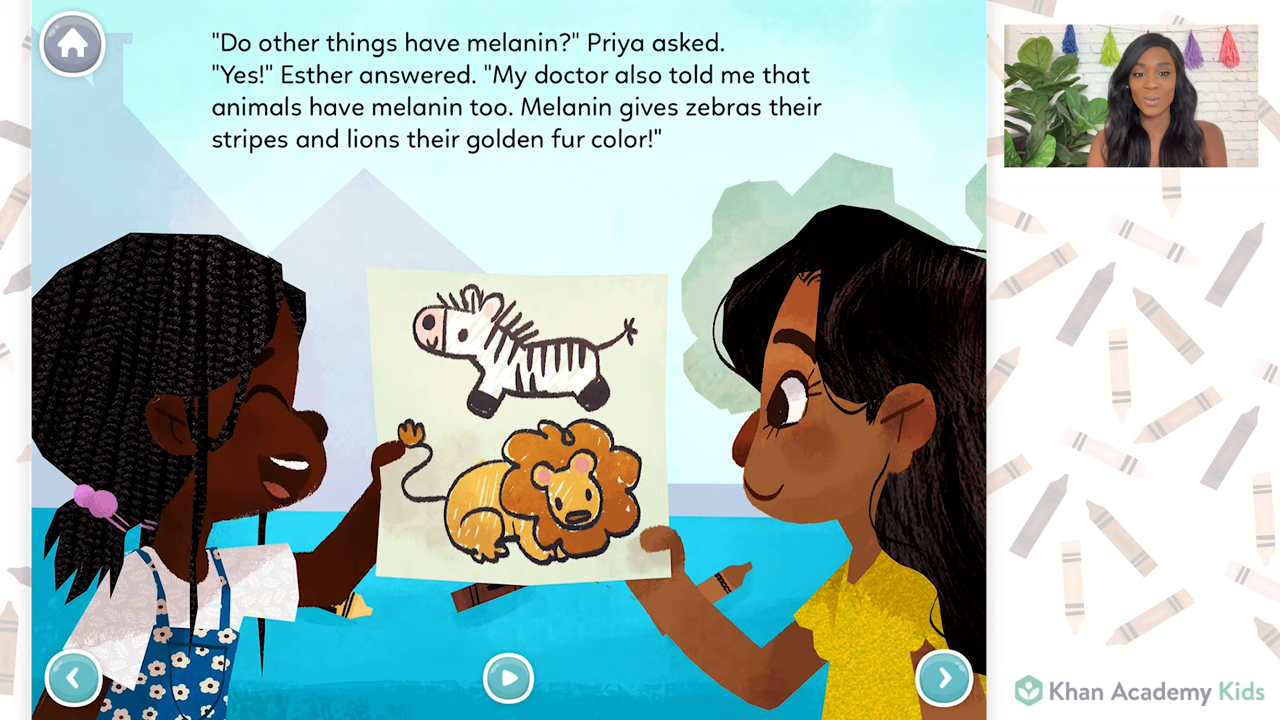 "Do other things have melanin?" Priya asked.
"Yes!" Esther answered. "My doctor also told me that
animals have melanin too. Melanin gives zebras their
stripes and lions their golden fur color!"
Khan Academy Kids